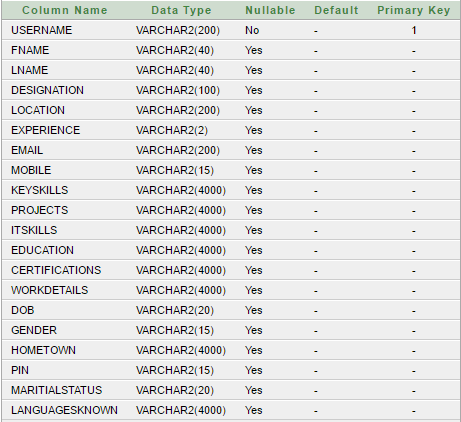 Column Name Data Type Nullable Default Primary Key
USERNAME VARCHAR2(200) No - 1
FNAME VARCHAR2(40) Yes - -
LNAME VARCHAR2(40) Yes - -
DESIGNATION VARCHAR2(100) Yes - -
LOCATION VARCHAR2(200) Yes - -
EXPERIENCE VARCHAR2(2) Yes - -
EMAIL VARCHAR2(200) Yes - -
MOBILE VARCHAR2(15) Yes - -
KEYSKILLS VARCHAR2(4000) Yes - -
PROJECTS VARCHAR2(4000) Yes - -
ITSKILLS VARCHAR2(4000) Yes - -
EDUCATION VARCHAR2(4000) Yes - -
CERTIFICATIONS VARCHAR2(4000) Yes - -
WORKDETAILS VARCHAR2(4000) Yes - -
DOB VARCHAR2(20) Yes - -
GENDER VARCHAR2(15) Yes - -
HOMETOWN VARCHAR2(4000) Yes - -
PIN VARCHAR2(15) Yes - -
MARITIALSTATUS VARCHAR2(20) Yes - -
LANGUAGESKNOWN VARCHAR2(4000) Yes - -